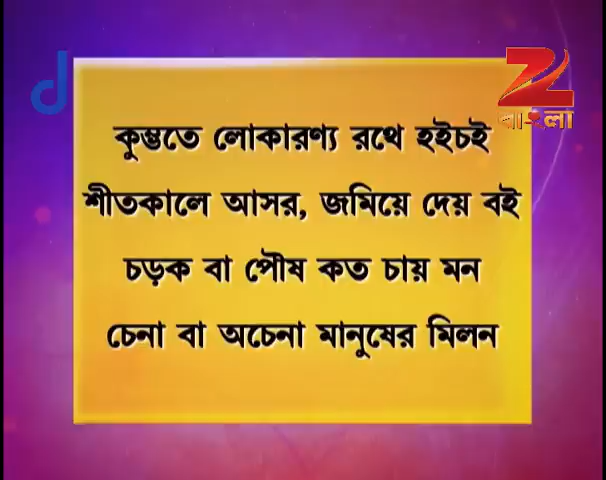 কুম্ভতে লোকারণ্য রথে হইচই
শীতকালে আসর, জমিয়ে দেয় বই
চড়ক বা পৌষ কত চায় মন
চেনা বা অচেনা মানুষের মিলন
বাংলা